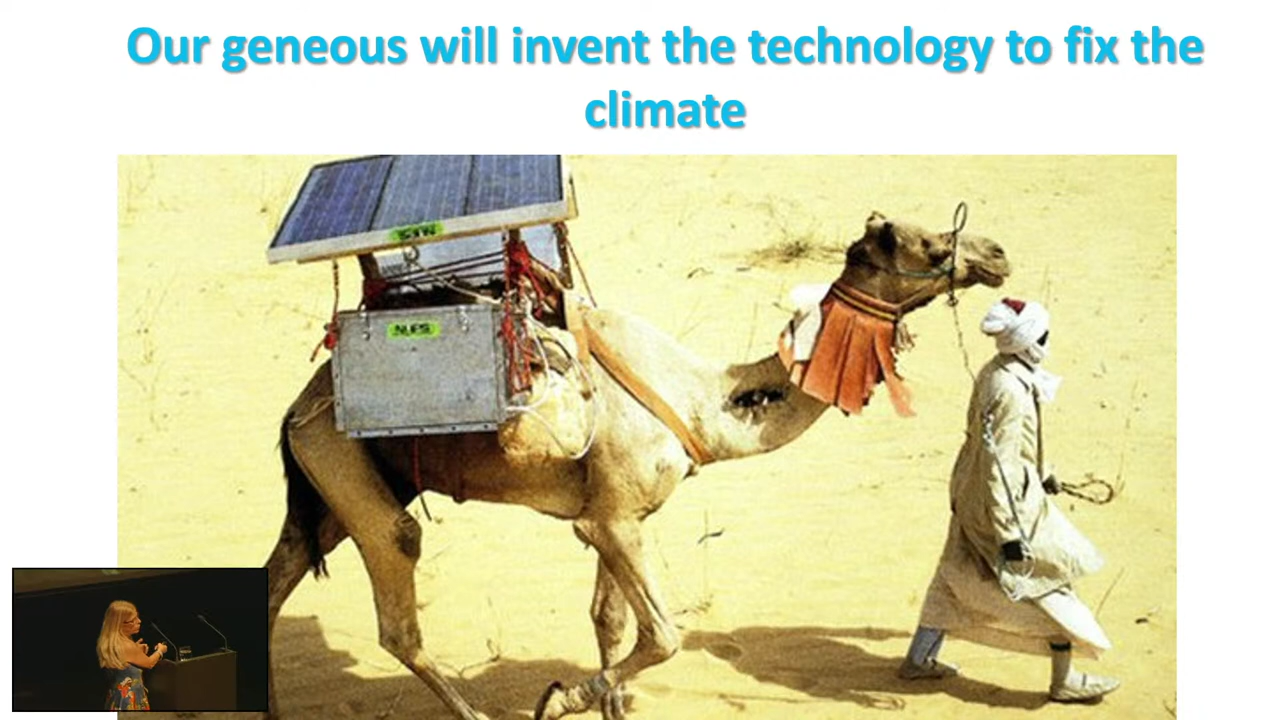 Our geneous will invent the technology to fix the
climate